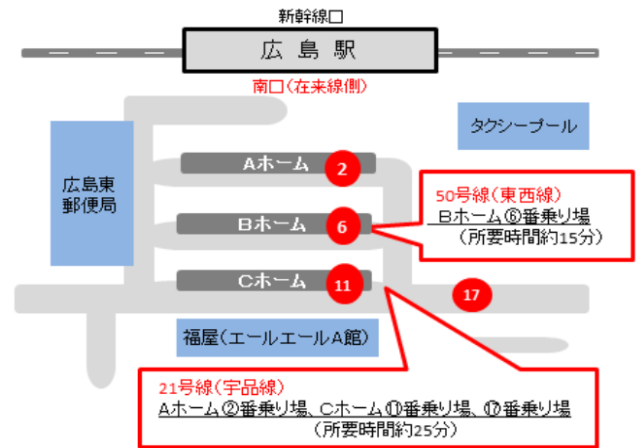 新幹線口
広島駅
南口(在来線側)
タクシープール
広島東
郵便局
Aホーム
2
Bホーム
6
Cホーム
11
17
50号線(東西線)
Bホーム⑥番乗り場
(所要時間約15分)
福屋(エールエールA館)
21号線(宇品線)
Aホーム②番乗り場、Cホーム⑪番乗り場、⑰番乗り場
(所要時間約25分)